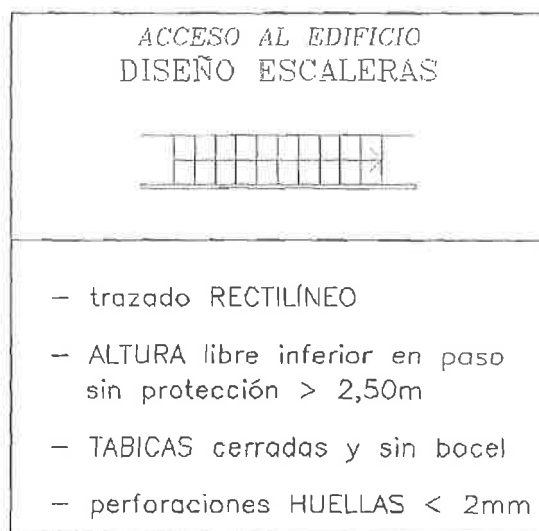 ACCESO AL EDIFICIO
DISEÑO ESCALERAS
– trazado RECTILÍNEO
– ALTURA libre inferior en paso
sin protección > 2,50m
– TABICAS cerradas y sin bocel
– perforaciones HUELLAS < 2mm